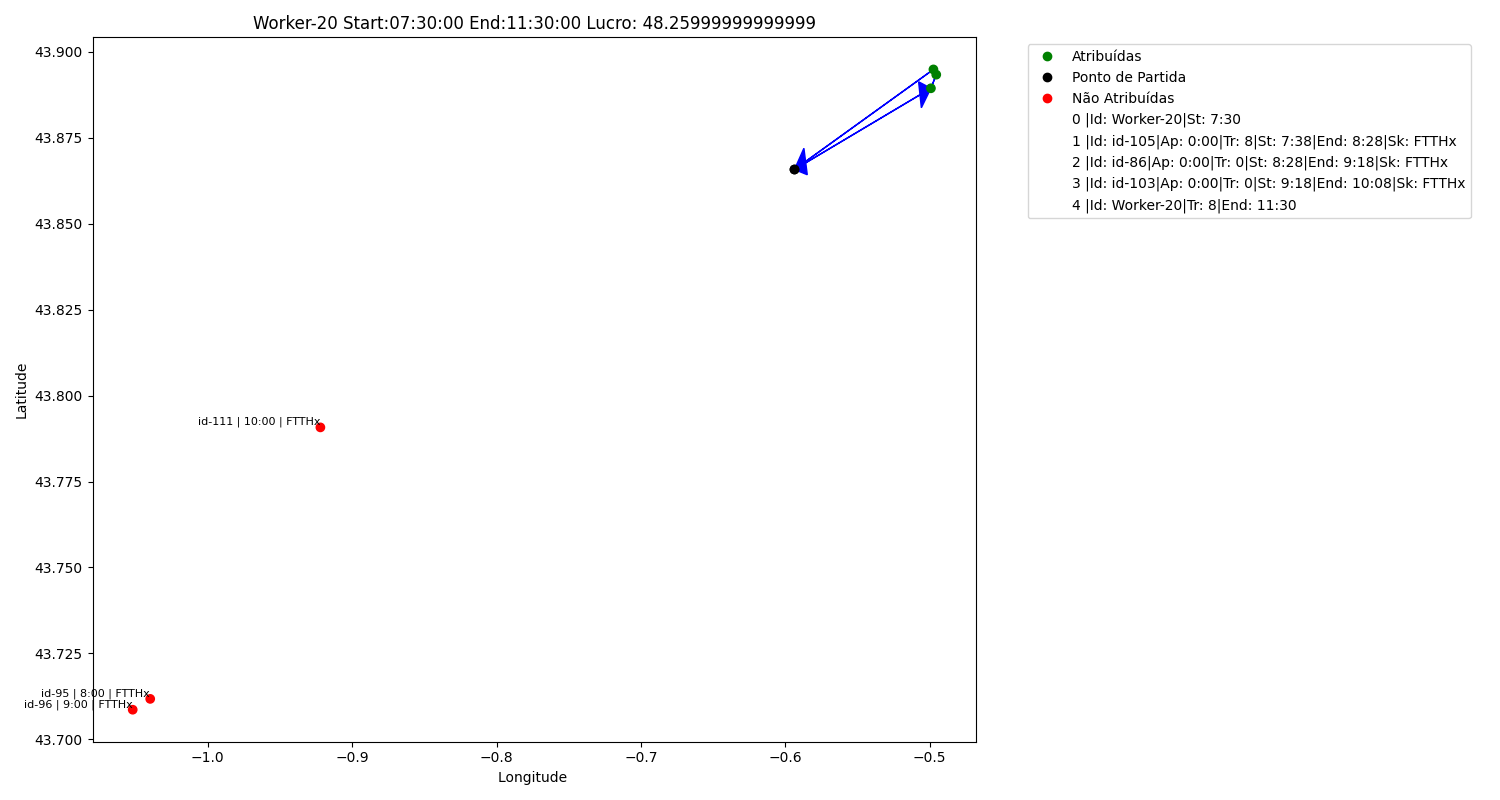 Worker-20 Start:07:30:00 End:11:30:00 Lucro: 48.25999999999999
Atribuídas
Ponto de Partida
Não Atribuídas
0 |Id: Worker-20|St: 7:30
1 |Id: id-105|Ap: 0:00|Tr: 8|St: 7:38|End: 8:28|Sk: FTTHx
2 |Id: id-86|Ap: 0:00|Tr: 0|St: 8:28|End: 9:18|Sk: FTTHx
3 |Id: id-103|Ap: 0:00|Tr: 0|St: 9:18|End: 10:08|Sk: FTTHx
4 |Id: Worker-20|Tr: 8|End: 11:30
43.900
43.875
43.850
43.825
43.800
43.775
43.750
43.725
43.700
Latitude
id-111 | 10:00 | FTTHx
id-95 | 8:00 | FTTHx
id-96 | 9:00 | FTTHx
−1.0
−0.9
−0.8
−0.7
−0.6
−0.5
Longitude